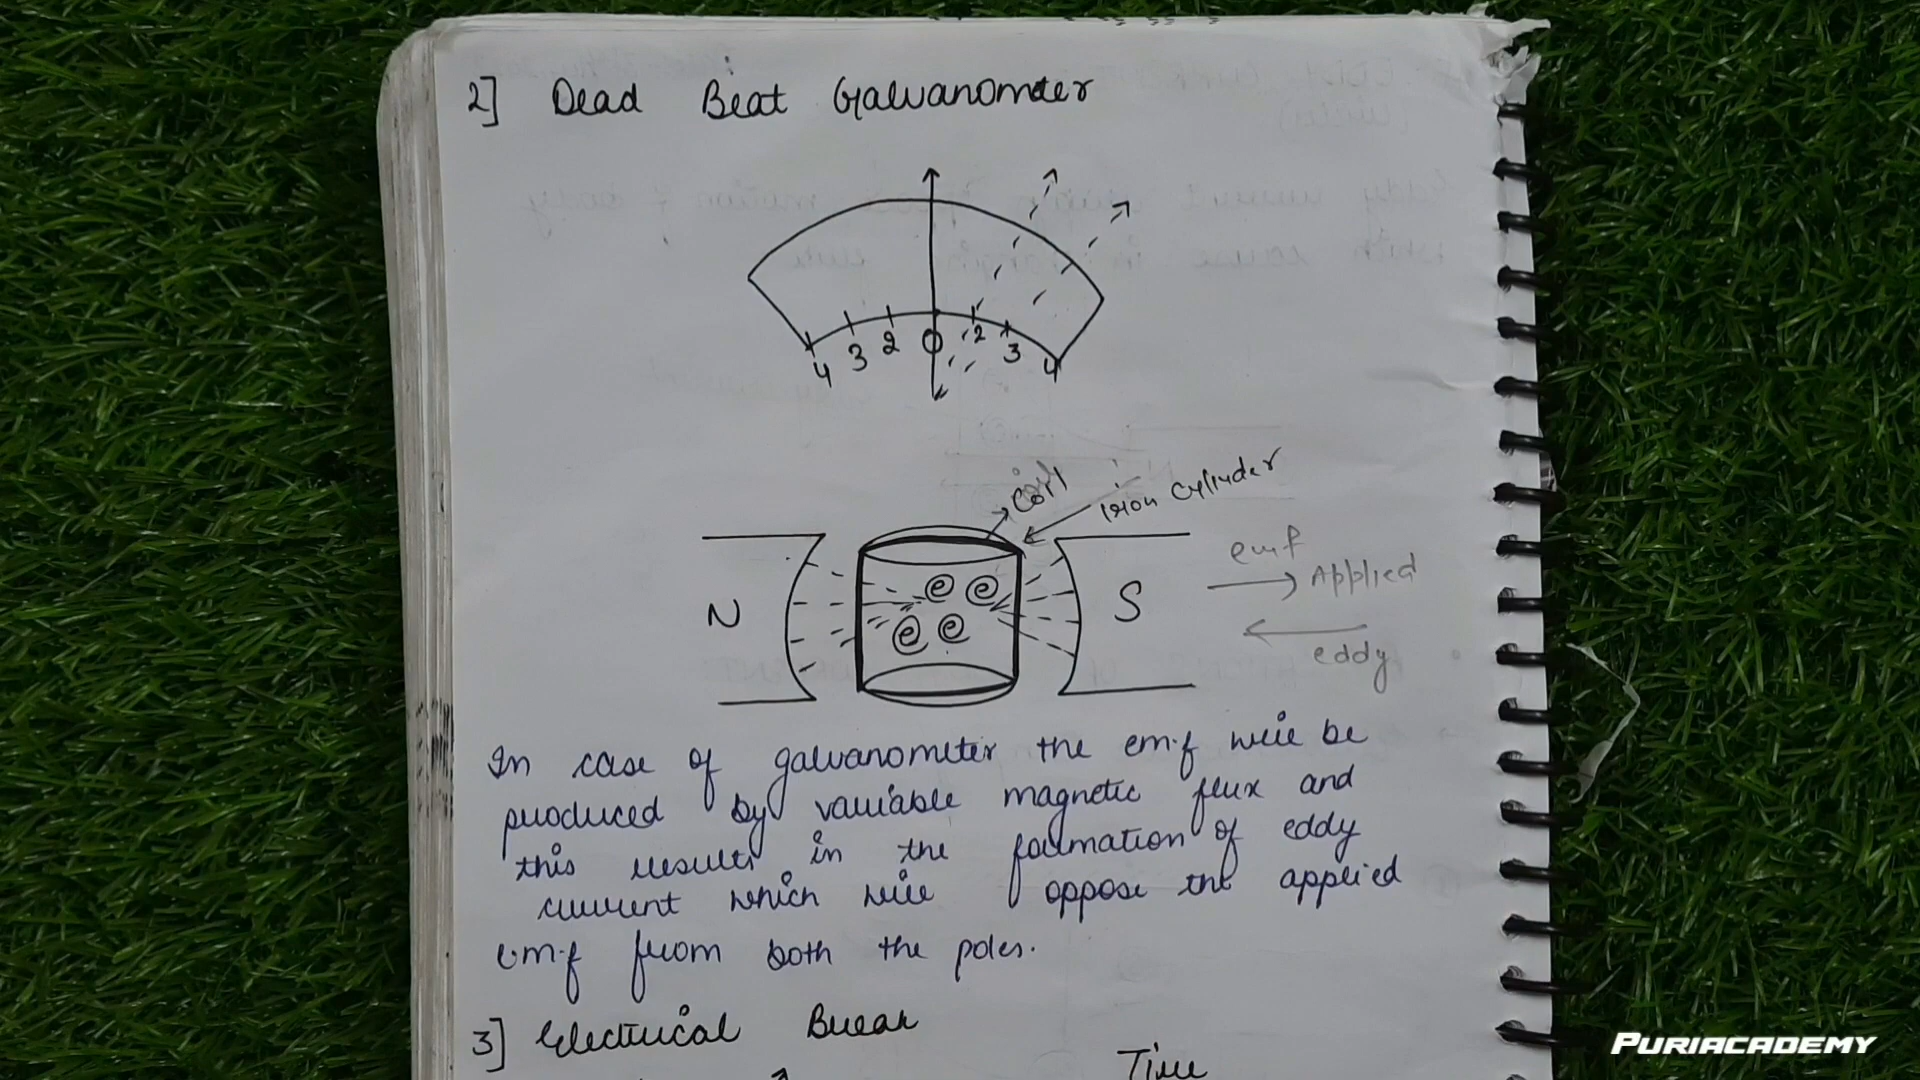 2] Dead Beat Galvanometer
4 3 2 0 2 3 4
Coil
Iron Cylinder
N
S
emf
Applied
eddy
In case of galvanometer the em.f will be
produced by variable magnetic flux and
this results in the formation of eddy
current which will oppose the applied
em.f from both the poles.
3] Electrical Break
Time
PURIACADEMY